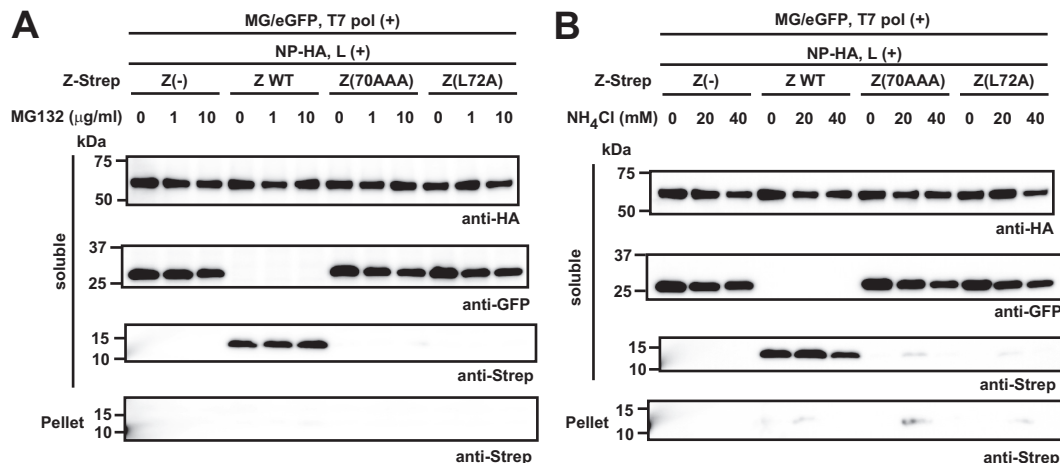 A
MG/eGFP, T7 pol (+)
NP-HA, L (+)
Z-Strep Z(-) Z WT Z(70AAA) Z(L72A)
MG132 (μg/ml) 0 1 10 0 1 10 0 1 10 0 1 10
kDa
75
50
anti-HA
37
25
anti-GFP
15
10
anti-Strep
soluble
Pellet
15
10
anti-Strep
B
MG/eGFP, T7 pol (+)
NP-HA, L (+)
Z-Strep Z(-) Z WT Z(70AAA) Z(L72A)
NH4Cl (mM) 0 20 40 0 20 40 0 20 40 0 20 40
kDa
75
50
anti-HA
37
25
anti-GFP
15
10
anti-Strep
soluble
Pellet
15
10
anti-Strep